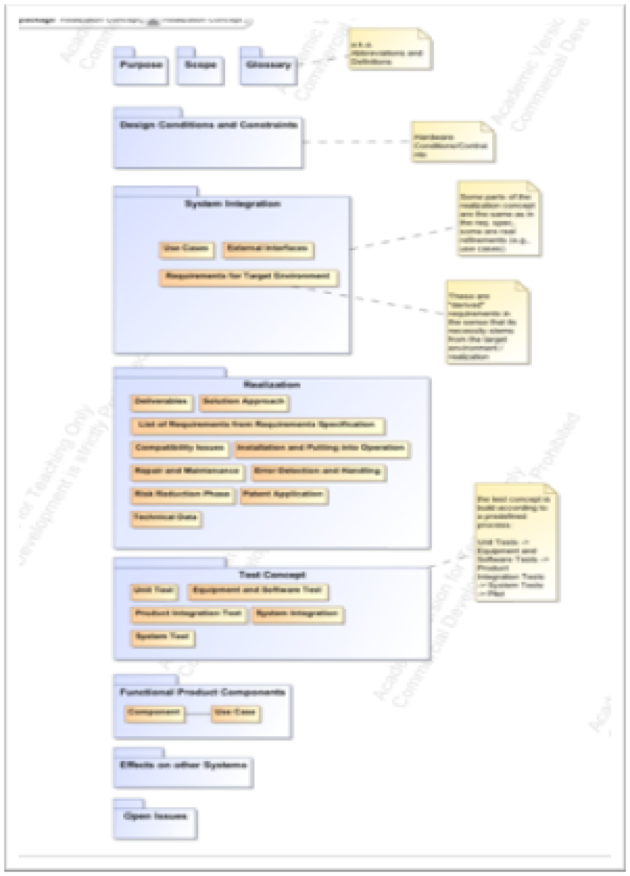 package Realization Concept Realization Concept
Purpose
Scope
Glossary
a.k.a
Abbreviations and
Definitions
Design Conditions and Constraints
Hardware
Conditions/Contrai
nts
System Integration
Use Cases
External Interfaces
Requirements for Target Environment
Some parts of the
realization concept
are the same as in
the req. spec,
some are real
refinements (e.g.,
use cases)
These are
"derived"
requirements in
the sense that its
necessity stems
from the target
environment /
realization
Realization
Deliverables
Solution Approach
List of Requirements from Requirements Specification
Compatibility Issues
Installation and Putting into Operation
Repair and Maintenance
Error Detection and Handling
Risk Reduction Phase
Patent Application
Technical Data
the test concept is
build according to
a predefined
process.
Unit Tests ->
Equipment and
Software Tests ->
Product
Integration Tests
-> System Tests
-> Pilot
Test Concept
Unit Test
Equipment and Software Test
Product Integration Test
System Integration
System Test
Functional Product Components
Component
Use Case
Effects on other Systems
Open Issues